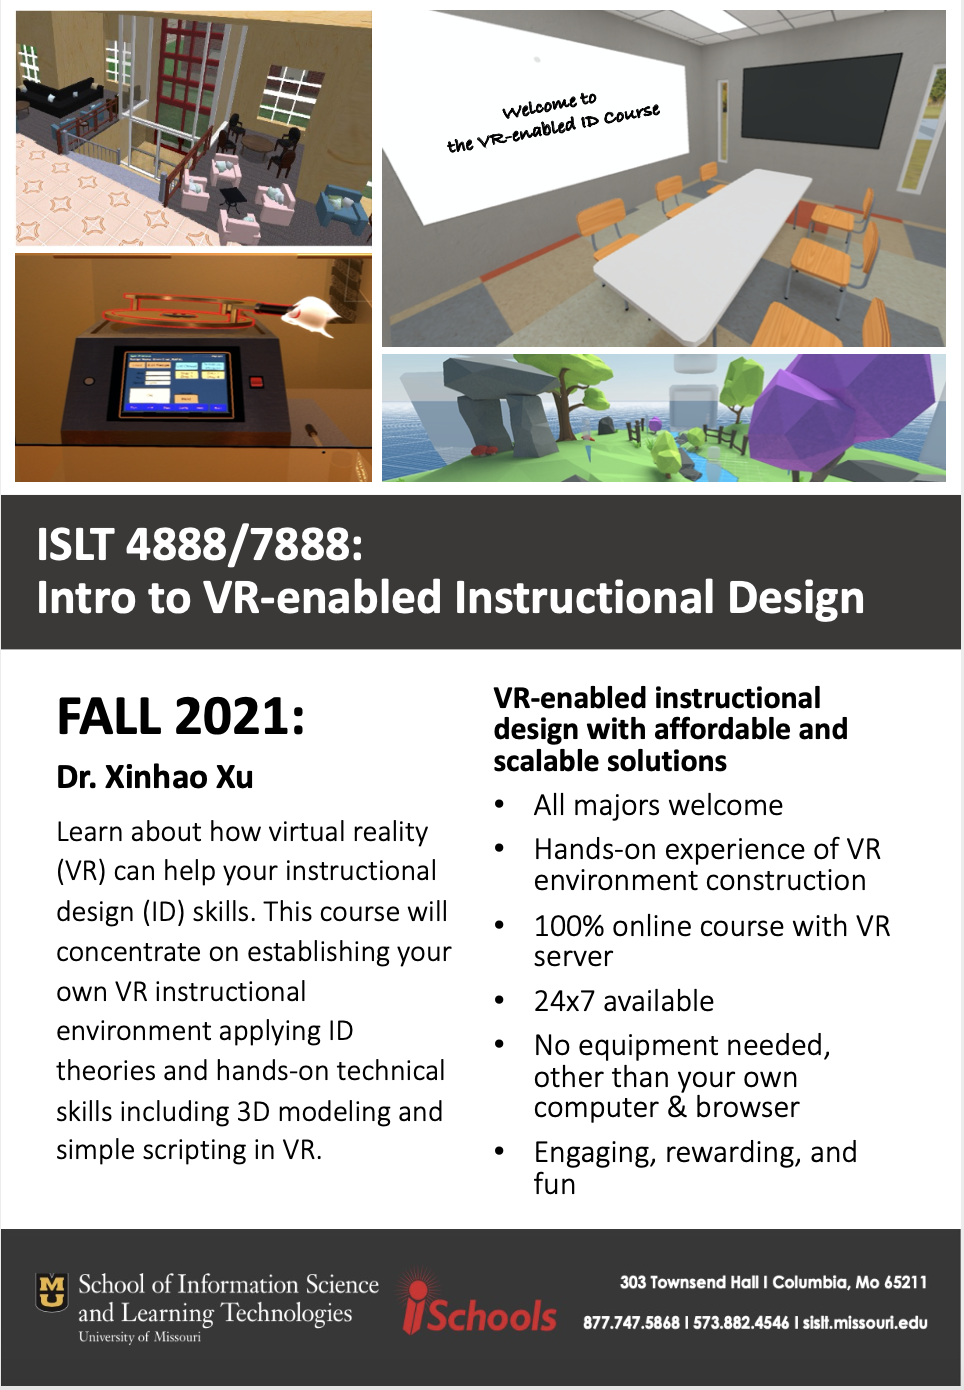 Welcome to
the VR-enabled ID Course
ISLT 4888/7888:
Intro to VR-enabled Instructional Design
FALL 2021:
Dr. Xinhao Xu
Learn about how virtual reality
(VR) can help your instructional
design (ID) skills. This course will
concentrate on establishing your
own VR instructional
environment applying ID
theories and hands-on technical
skills including 3D modeling and
simple scripting in VR.
VR-enabled instructional
design with affordable and
scalable solutions
• All majors welcome
• Hands-on experience of VR
environment construction
• 100% online course with VR
server
• 24x7 available
• No equipment needed,
other than your own
computer & browser
• Engaging, rewarding, and
fun
MU
School of Information Science
and Learning Technologies
University of Missouri
iSchools
303 Townsend Hall I Columbia, Mo 65211
877.747.5868 I 573.882.4546 I sislt.missouri.edu